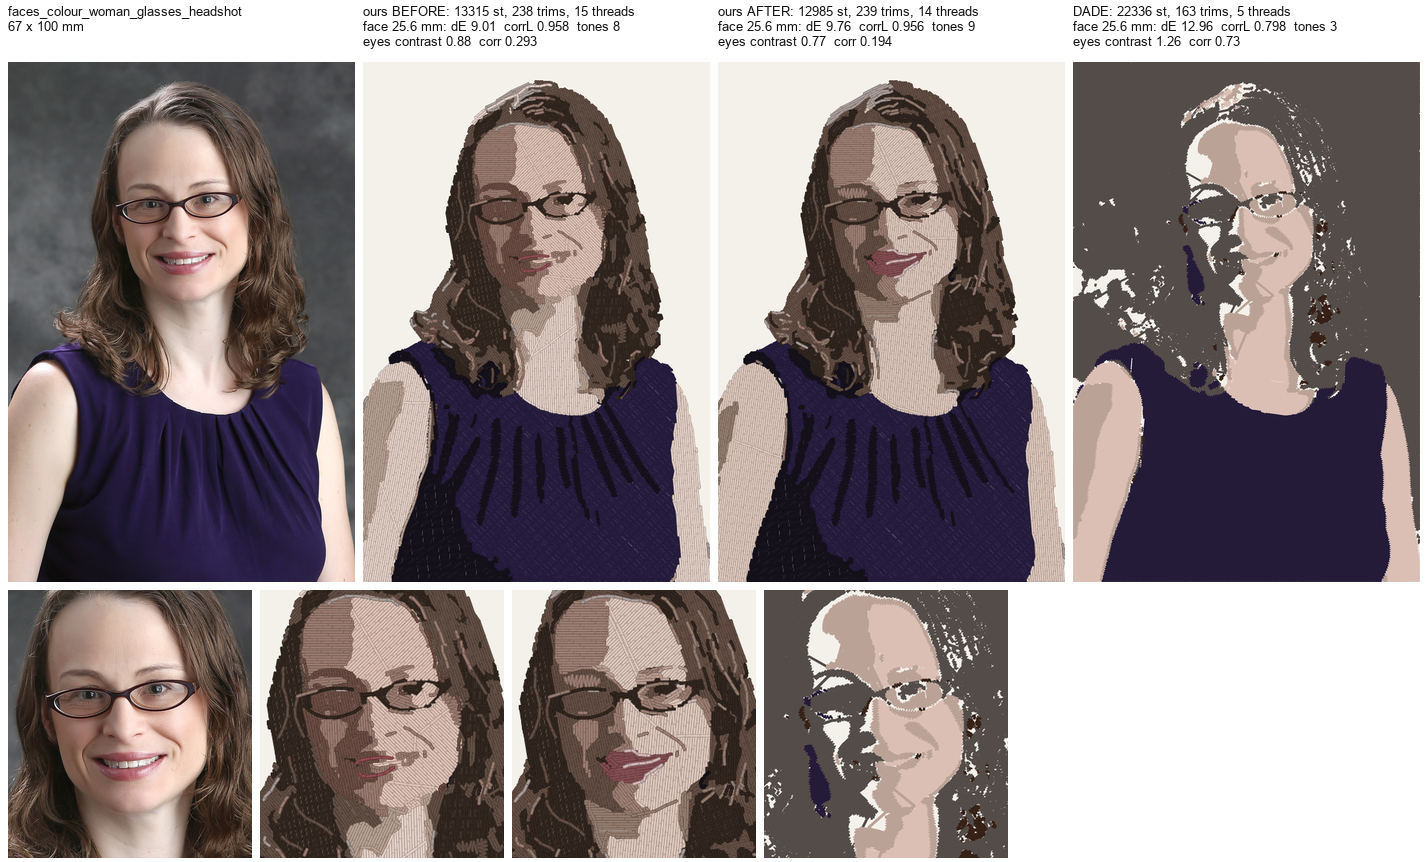 faces_colour_woman_glasses_headshot
67 x 100 mm
ours BEFORE: 13315 st, 238 trims, 15 threads
face 25.6 mm: dE 9.01  corrL 0.958  tones 8
eyes contrast 0.88  corr 0.293
ours AFTER: 12985 st, 239 trims, 14 threads
face 25.6 mm: dE 9.76  corrL 0.956  tones 9
eyes contrast 0.77  corr 0.194
DADE: 22336 st, 163 trims, 5 threads
face 25.6 mm: dE 12.96  corrL 0.798  tones 3
eyes contrast 1.26  corr 0.73